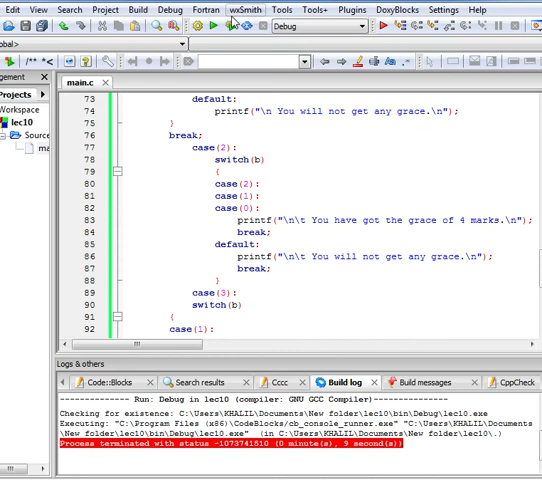 Edit View Search Project Build Debug Fortran wxSmith Tools Tools+ Plugins DoxyBlocks Settings Help
Debug
obal>
/** *<
agement
main.c
Projects
73 default:
74 printf("\n You will not get any grace.\n");
75 }
76 break;
77 case(2):
78 switch(b)
79 {
80 case(2):
81 case(1):
82 case(0):
83 printf("\n\t You have got the grace of 4 marks.\n");
84 break;
85 default:
86 printf("\n\t You will not get any grace.\n");
87 break;
88 }
89 case(3):
90 switch(b)
91 {
92 case(1):
Workspace
lec10
Sourc
ma
Logs & others
Code::Blocks Search results Cccc Build log Build messages CppCheck
-------------- Run: Debug in lec10 (compiler: GNU GCC Compiler)---------------
Checking for existence: C:\Users\KHALIL\Documents\New folder\lec10\bin\Debug\lec10.exe
Executing: "C:\Program Files (x86)\CodeBlocks/cb_console_runner.exe" "C:\Users\KHALIL\Documents
\New folder\lec10\bin\Debug\lec10.exe" (in C:\Users\KHALIL\Documents\New folder\lec10\.)
Process terminated with status -1073741510 (0 minute(s), 9 second(s))